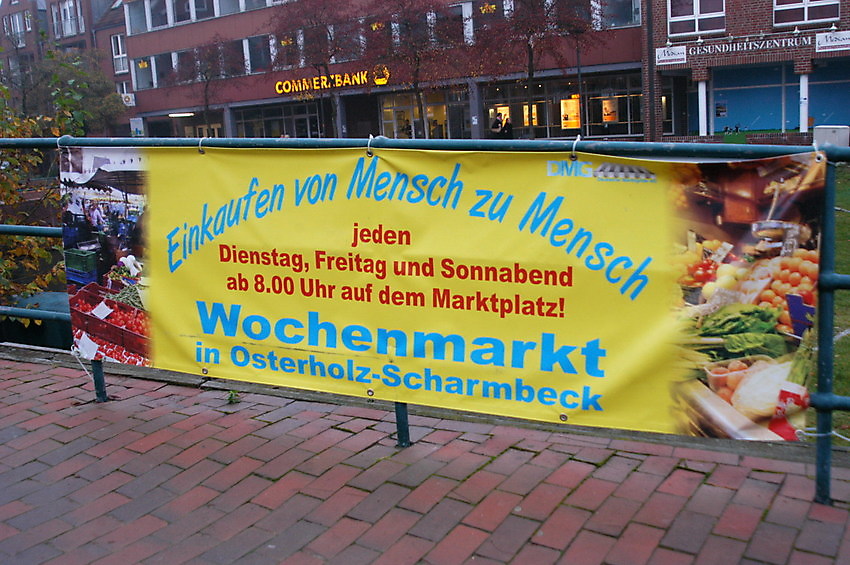 COMMERZBANK
GESUNDHEITSZENTRUM
DMG
Einkaufen von Mensch zu Mensch
jeden
Dienstag, Freitag und Sonnabend
ab 8.00 Uhr auf dem Marktplatz!
Wochenmarkt
in Osterholz-Scharmbeck